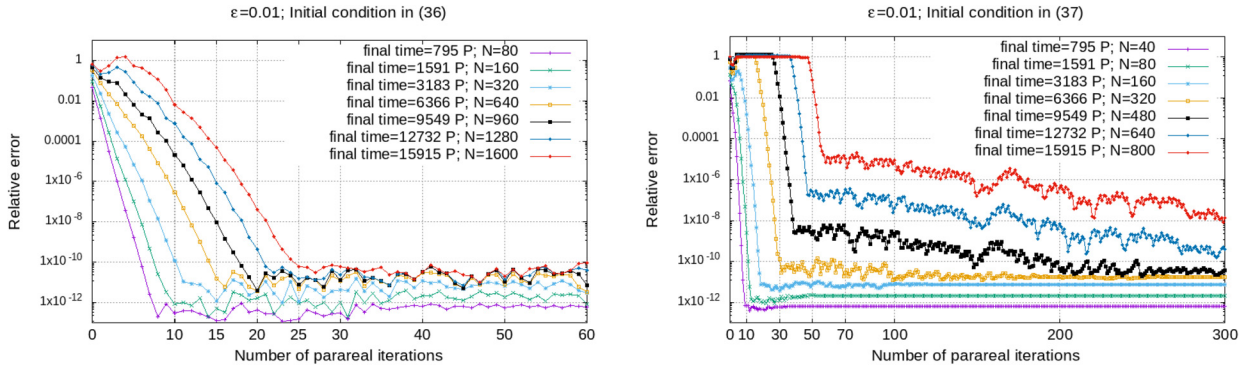 ε=0.01; Initial condition in (36)
final time=795 P; N=80
final time=1591 P; N=160
final time=3183 P; N=320
final time=6366 P; N=640
final time=9549 P; N=960
final time=12732 P; N=1280
final time=15915 P; N=1600
Relative error
1
0.01
0.0001
1x10⁻⁶
1x10⁻⁸
1x10⁻¹⁰
1x10⁻¹²
0 10 20 25 30 40 50 60
Number of parareal iterations
ε=0.01; Initial condition in (37)
final time=795 P; N=40
final time=1591 P; N=80
final time=3183 P; N=160
final time=6366 P; N=320
final time=9549 P; N=480
final time=12732 P; N=640
final time=15915 P; N=800
Relative error
1
0.01
0.0001
1x10⁻⁶
1x10⁻⁸
1x10⁻¹⁰
1x10⁻¹²
0 10 30 50 70 100 200 300
Number of parareal iterations